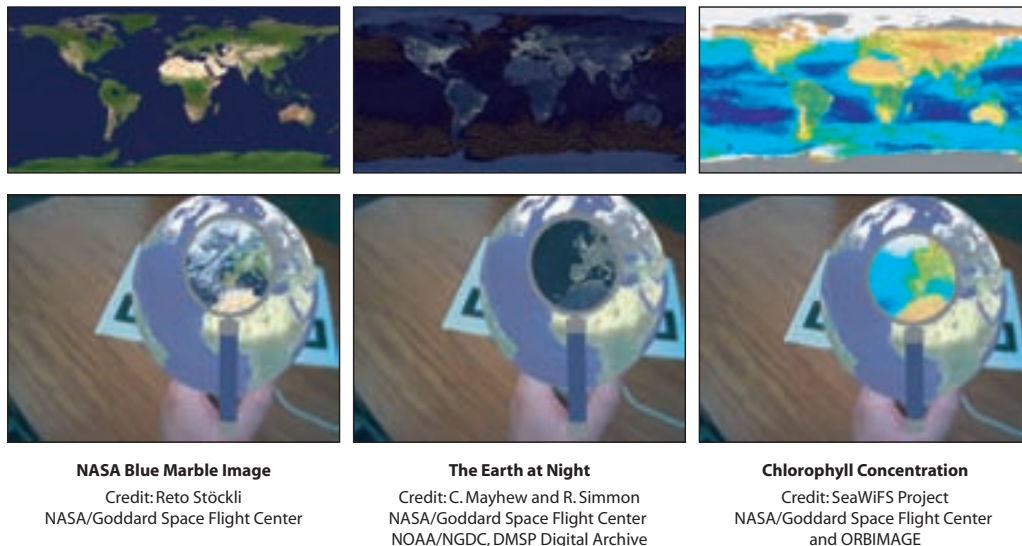 NASA Blue Marble Image
Credit: Reto Stöckli
NASA/Goddard Space Flight Center
The Earth at Night
Credit: C. Mayhew and R. Simmon
NASA/Goddard Space Flight Center
NOAA/NGDC, DMSP Digital Archive
Chlorophyll Concentration
Credit: SeaWiFS Project
NASA/Goddard Space Flight Center
and ORBIMAGE